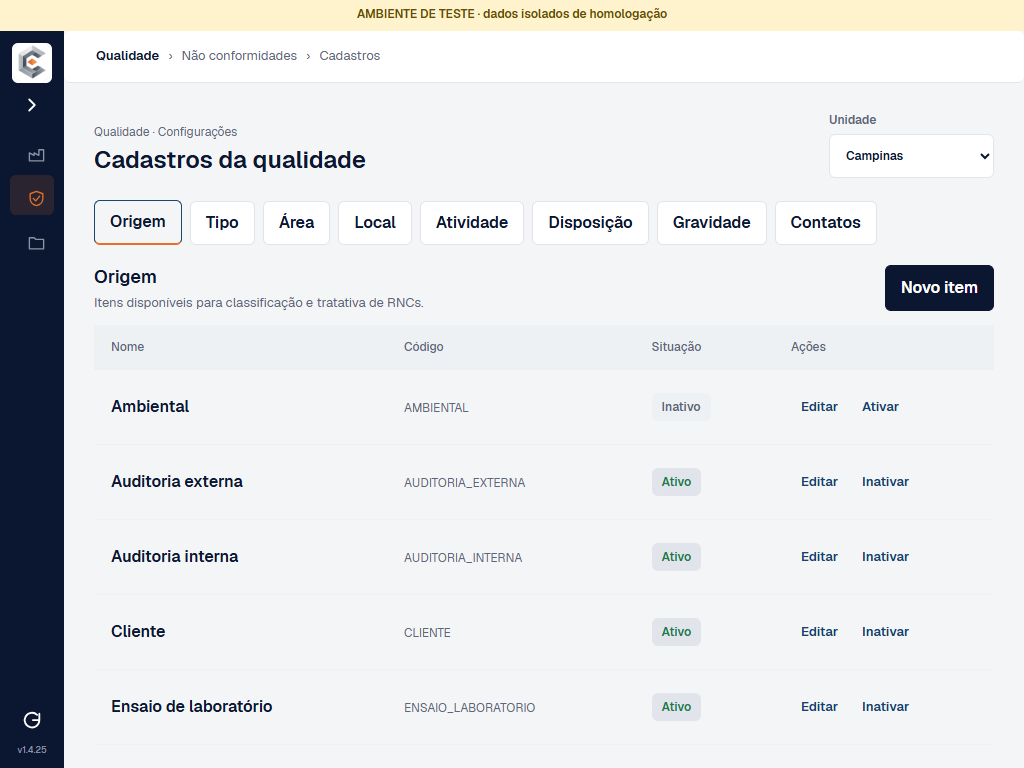 AMBIENTE DE TESTE · dados isolados de homologação
Qualidade › Não conformidades › Cadastros
Qualidade · Configurações
Cadastros da qualidade
Unidade
Campinas
Origem Tipo Área Local Atividade Disposição Gravidade Contatos
Origem
Itens disponíveis para classificação e tratativa de RNCs.
Novo item
Nome Código Situação Ações
Ambiental AMBIENTAL Inativo Editar Ativar
Auditoria externa AUDITORIA_EXTERNA Ativo Editar Inativar
Auditoria interna AUDITORIA_INTERNA Ativo Editar Inativar
Cliente CLIENTE Ativo Editar Inativar
Ensaio de laboratório ENSAIO_LABORATORIO Ativo Editar Inativar
v1.4.25